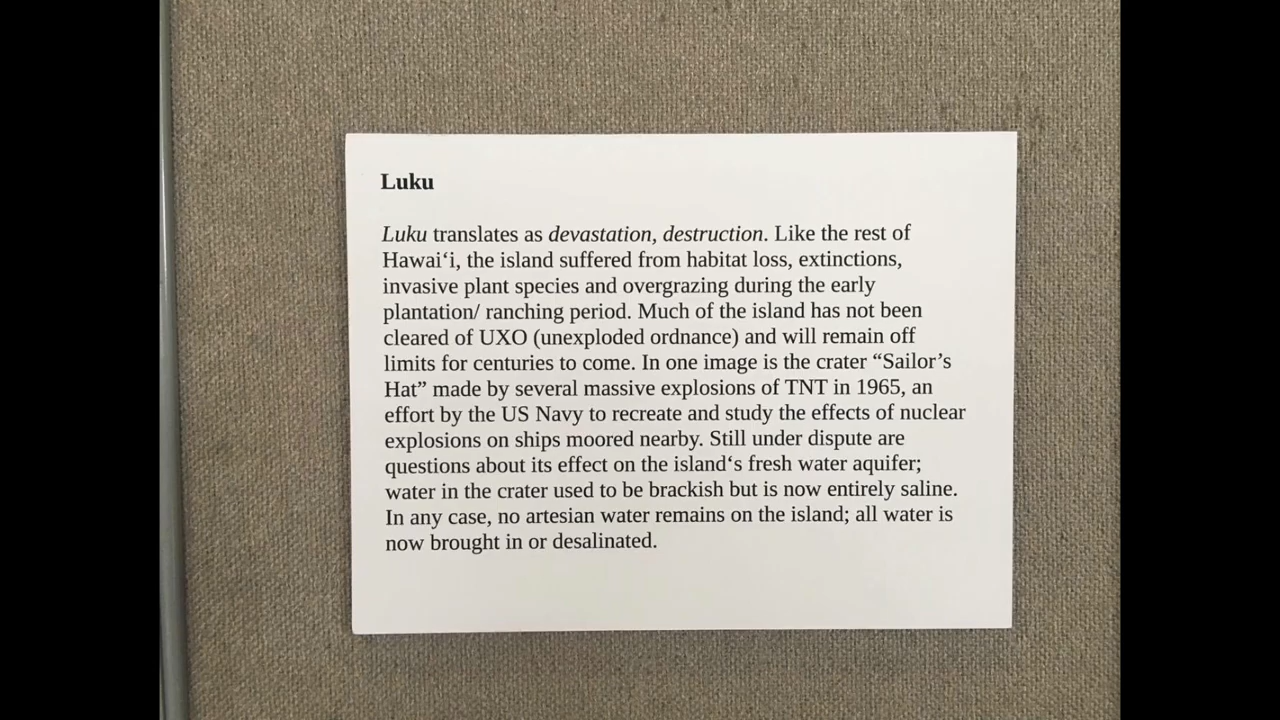 Luku
Luku translates as devastation, destruction. Like the rest of
Hawai‘i, the island suffered from habitat loss, extinctions,
invasive plant species and overgrazing during the early
plantation/ ranching period. Much of the island has not been
cleared of UXO (unexploded ordnance) and will remain off
limits for centuries to come. In one image is the crater “Sailor’s
Hat” made by several massive explosions of TNT in 1965, an
effort by the US Navy to recreate and study the effects of nuclear
explosions on ships moored nearby. Still under dispute are
questions about its effect on the island‘s fresh water aquifer;
water in the crater used to be brackish but is now entirely saline.
In any case, no artesian water remains on the island; all water is
now brought in or desalinated.